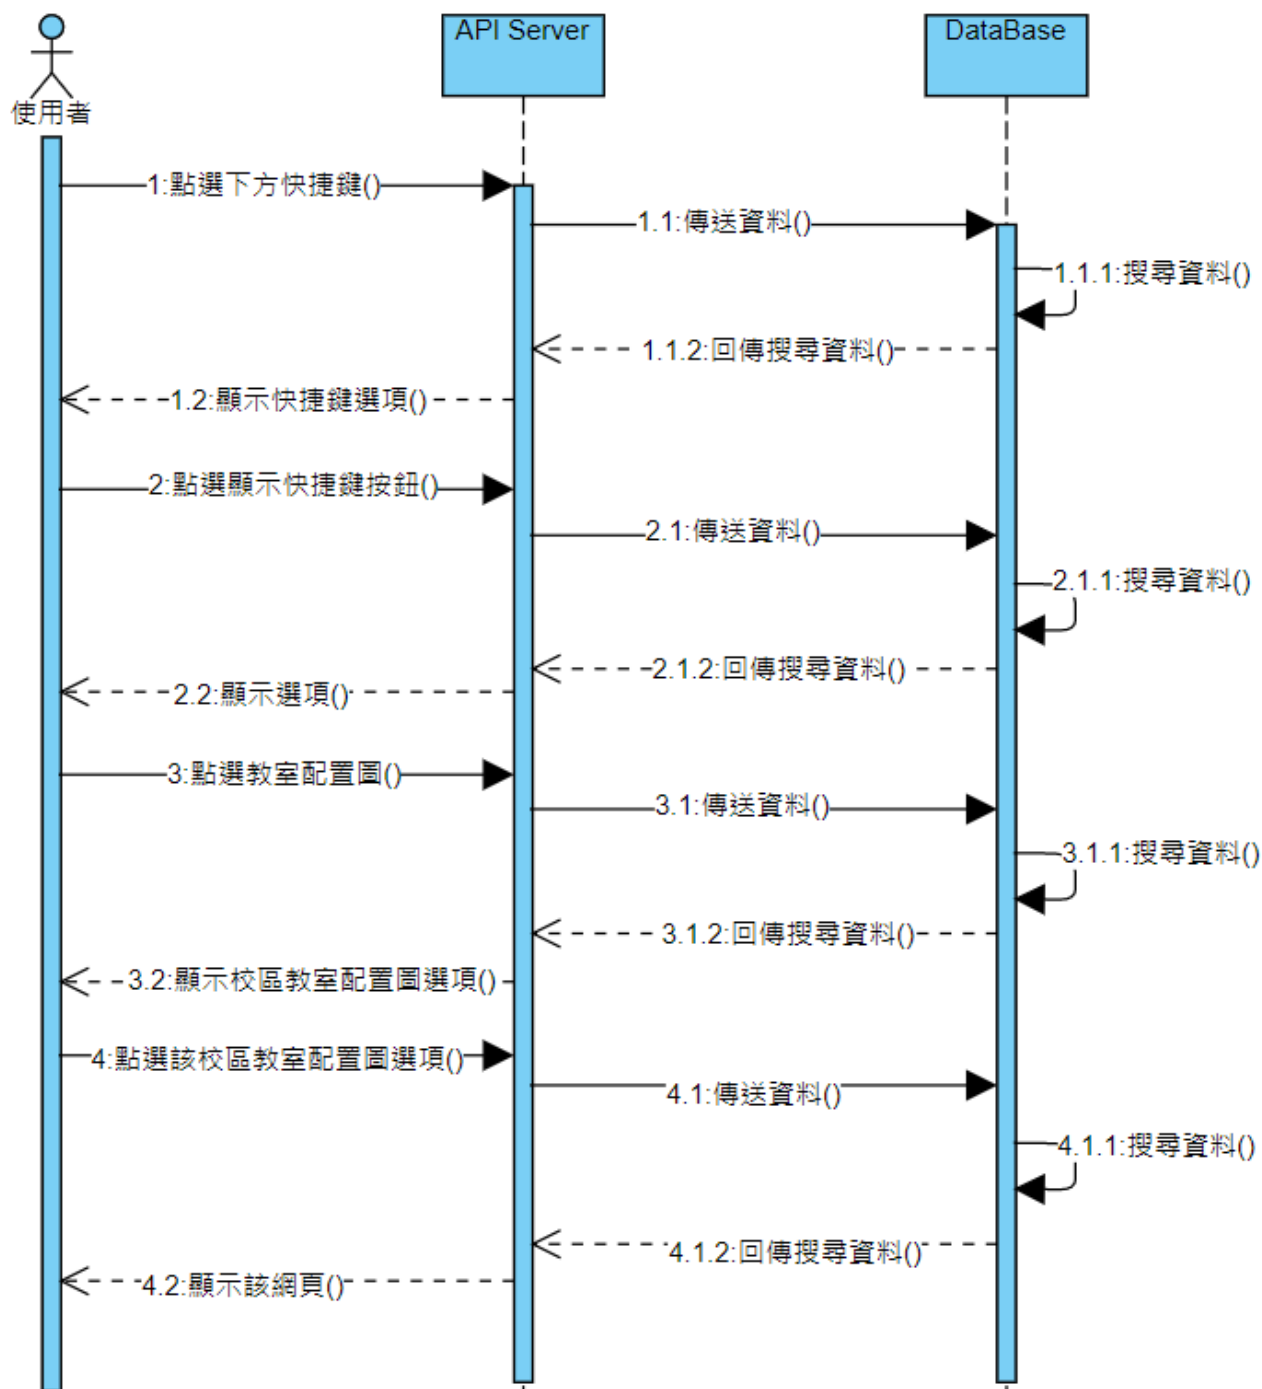 使用者
API Server
DataBase
1:點選下方快捷鍵()
1.1:傳送資料()
1.1.1:搜尋資料()
1.1.2:回傳搜尋資料()
1.2:顯示快捷鍵選項()
2:點選顯示快捷鍵按鈕()
2.1:傳送資料()
2.1.1:搜尋資料()
2.1.2:回傳搜尋資料()
2.2:顯示選項()
3:點選教室配置圖()
3.1:傳送資料()
3.1.1:搜尋資料()
3.1.2:回傳搜尋資料()
3.2:顯示校區教室配置圖選項()
4:點選該校區教室配置圖選項()
4.1:傳送資料()
4.1.1:搜尋資料()
4.1.2:回傳搜尋資料()
4.2:顯示該網頁()